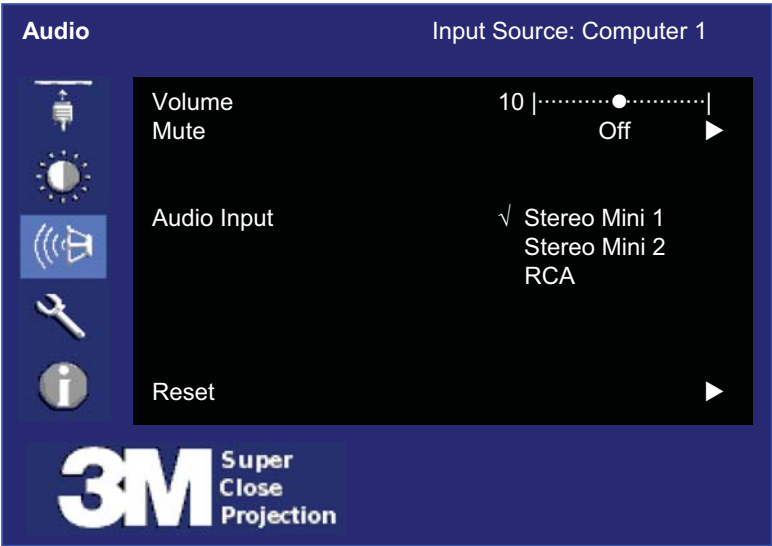 Audio Input Source: Computer 1
Volume 10 |···········●···········|
Mute Off ▶
Audio Input √ Stereo Mini 1
Stereo Mini 2
RCA
Reset ▶
3M Super
Close
Projection